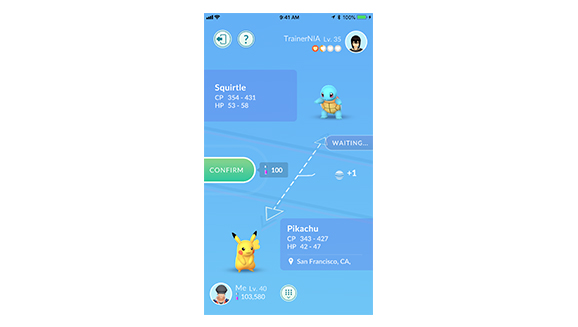 9:41 AM
100%
?
TrainerNIA Lv. 35
Squirtle
CP 354 - 431
HP 53 - 58
WAITING...
CONFIRM
100
+1
Pikachu
CP 343 - 427
HP 42 - 47
San Francisco, CA,
Me Lv. 40
103,580